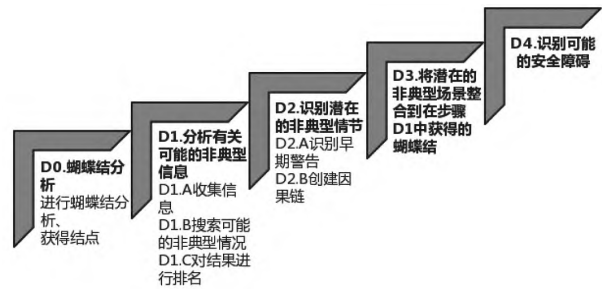 D0.蝴蝶结分
析
进行蝴蝶结分
析、
获得结点
D1.分析有关
可能的非典型
信息
D1.A收集信
息
D1.B搜索可能
的非典型情况
D1.C对结果进
行排名
D2.识别潜在
的非典型情节
D2.A识别早
期警告
D2.B创建因
果链
D3.将潜在的
非典型场景整
合到在步骤
D1中获得的
蝴蝶结
D4.识别可能
的安全障碍